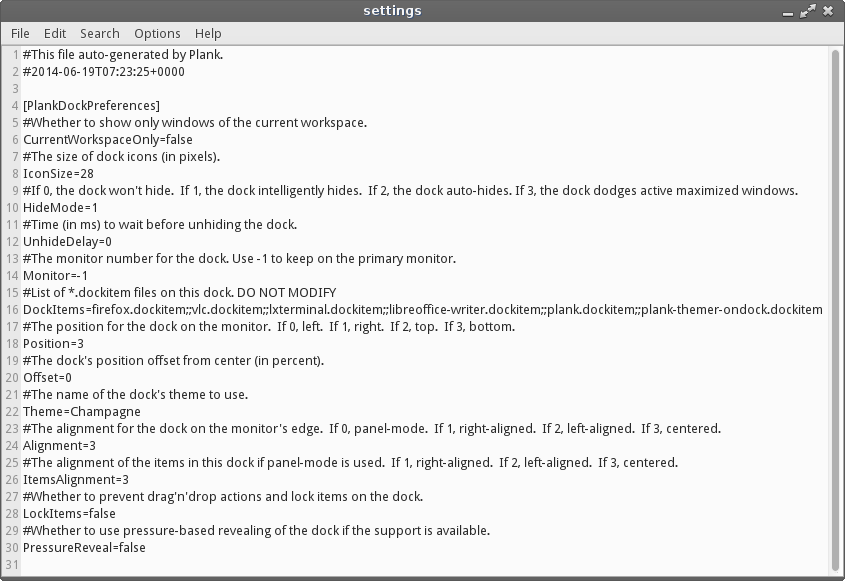 settings
File Edit Search Options Help
1 #This file auto-generated by Plank.
2 #2014-06-19T07:23:25+0000
3
4 [PlankDockPreferences]
5 #Whether to show only windows of the current workspace.
6 CurrentWorkspaceOnly=false
7 #The size of dock icons (in pixels).
8 IconSize=28
9 #If 0, the dock won't hide.  If 1, the dock intelligently hides.  If 2, the dock auto-hides. If 3, the dock dodges active maximized windows.
10 HideMode=1
11 #Time (in ms) to wait before unhiding the dock.
12 UnhideDelay=0
13 #The monitor number for the dock. Use -1 to keep on the primary monitor.
14 Monitor=-1
15 #List of *.dockitem files on this dock. DO NOT MODIFY
16 DockItems=firefox.dockitem;;vlc.dockitem;;lxterminal.dockitem;;libreoffice-writer.dockitem;;plank.dockitem;;plank-themer-ondock.dockitem
17 #The position for the dock on the monitor.  If 0, left.  If 1, right.  If 2, top.  If 3, bottom.
18 Position=3
19 #The dock's position offset from center (in percent).
20 Offset=0
21 #The name of the dock's theme to use.
22 Theme=Champagne
23 #The alignment for the dock on the monitor's edge.  If 0, panel-mode.  If 1, right-aligned.  If 2, left-aligned.  If 3, centered.
24 Alignment=3
25 #The alignment of the items in this dock if panel-mode is used.  If 1, right-aligned.  If 2, left-aligned.  If 3, centered.
26 ItemsAlignment=3
27 #Whether to prevent drag'n'drop actions and lock items on the dock.
28 LockItems=false
29 #Whether to use pressure-based revealing of the dock if the support is available.
30 PressureReveal=false
31